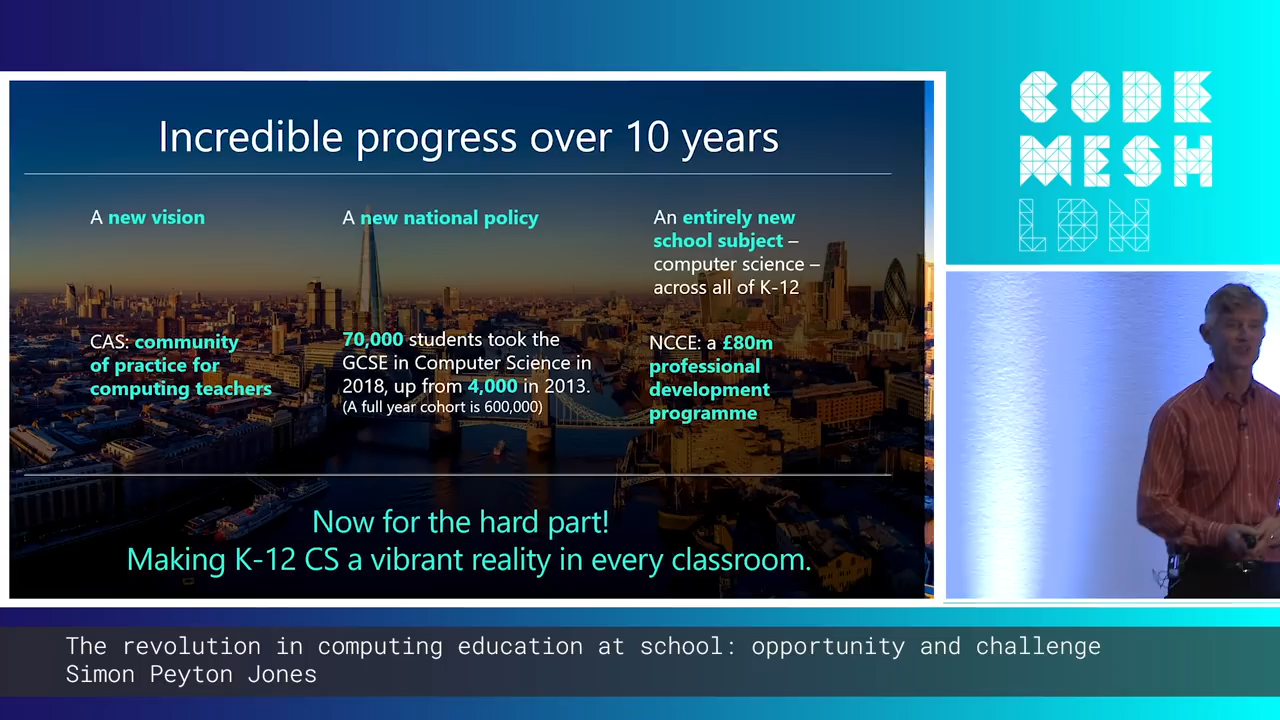 CODE
MESH
LDN
Incredible progress over 10 years
A new vision
A new national policy
An entirely new
school subject –
computer science –
across all of K-12
CAS: community
of practice for
computing teachers
70,000 students took the
GCSE in Computer Science in
2018, up from 4,000 in 2013.
(A full year cohort is 600,000)
NCCE: a £80m
professional
development
programme
Now for the hard part!
Making K-12 CS a vibrant reality in every classroom.
The revolution in computing education at school: opportunity and challenge
Simon Peyton Jones